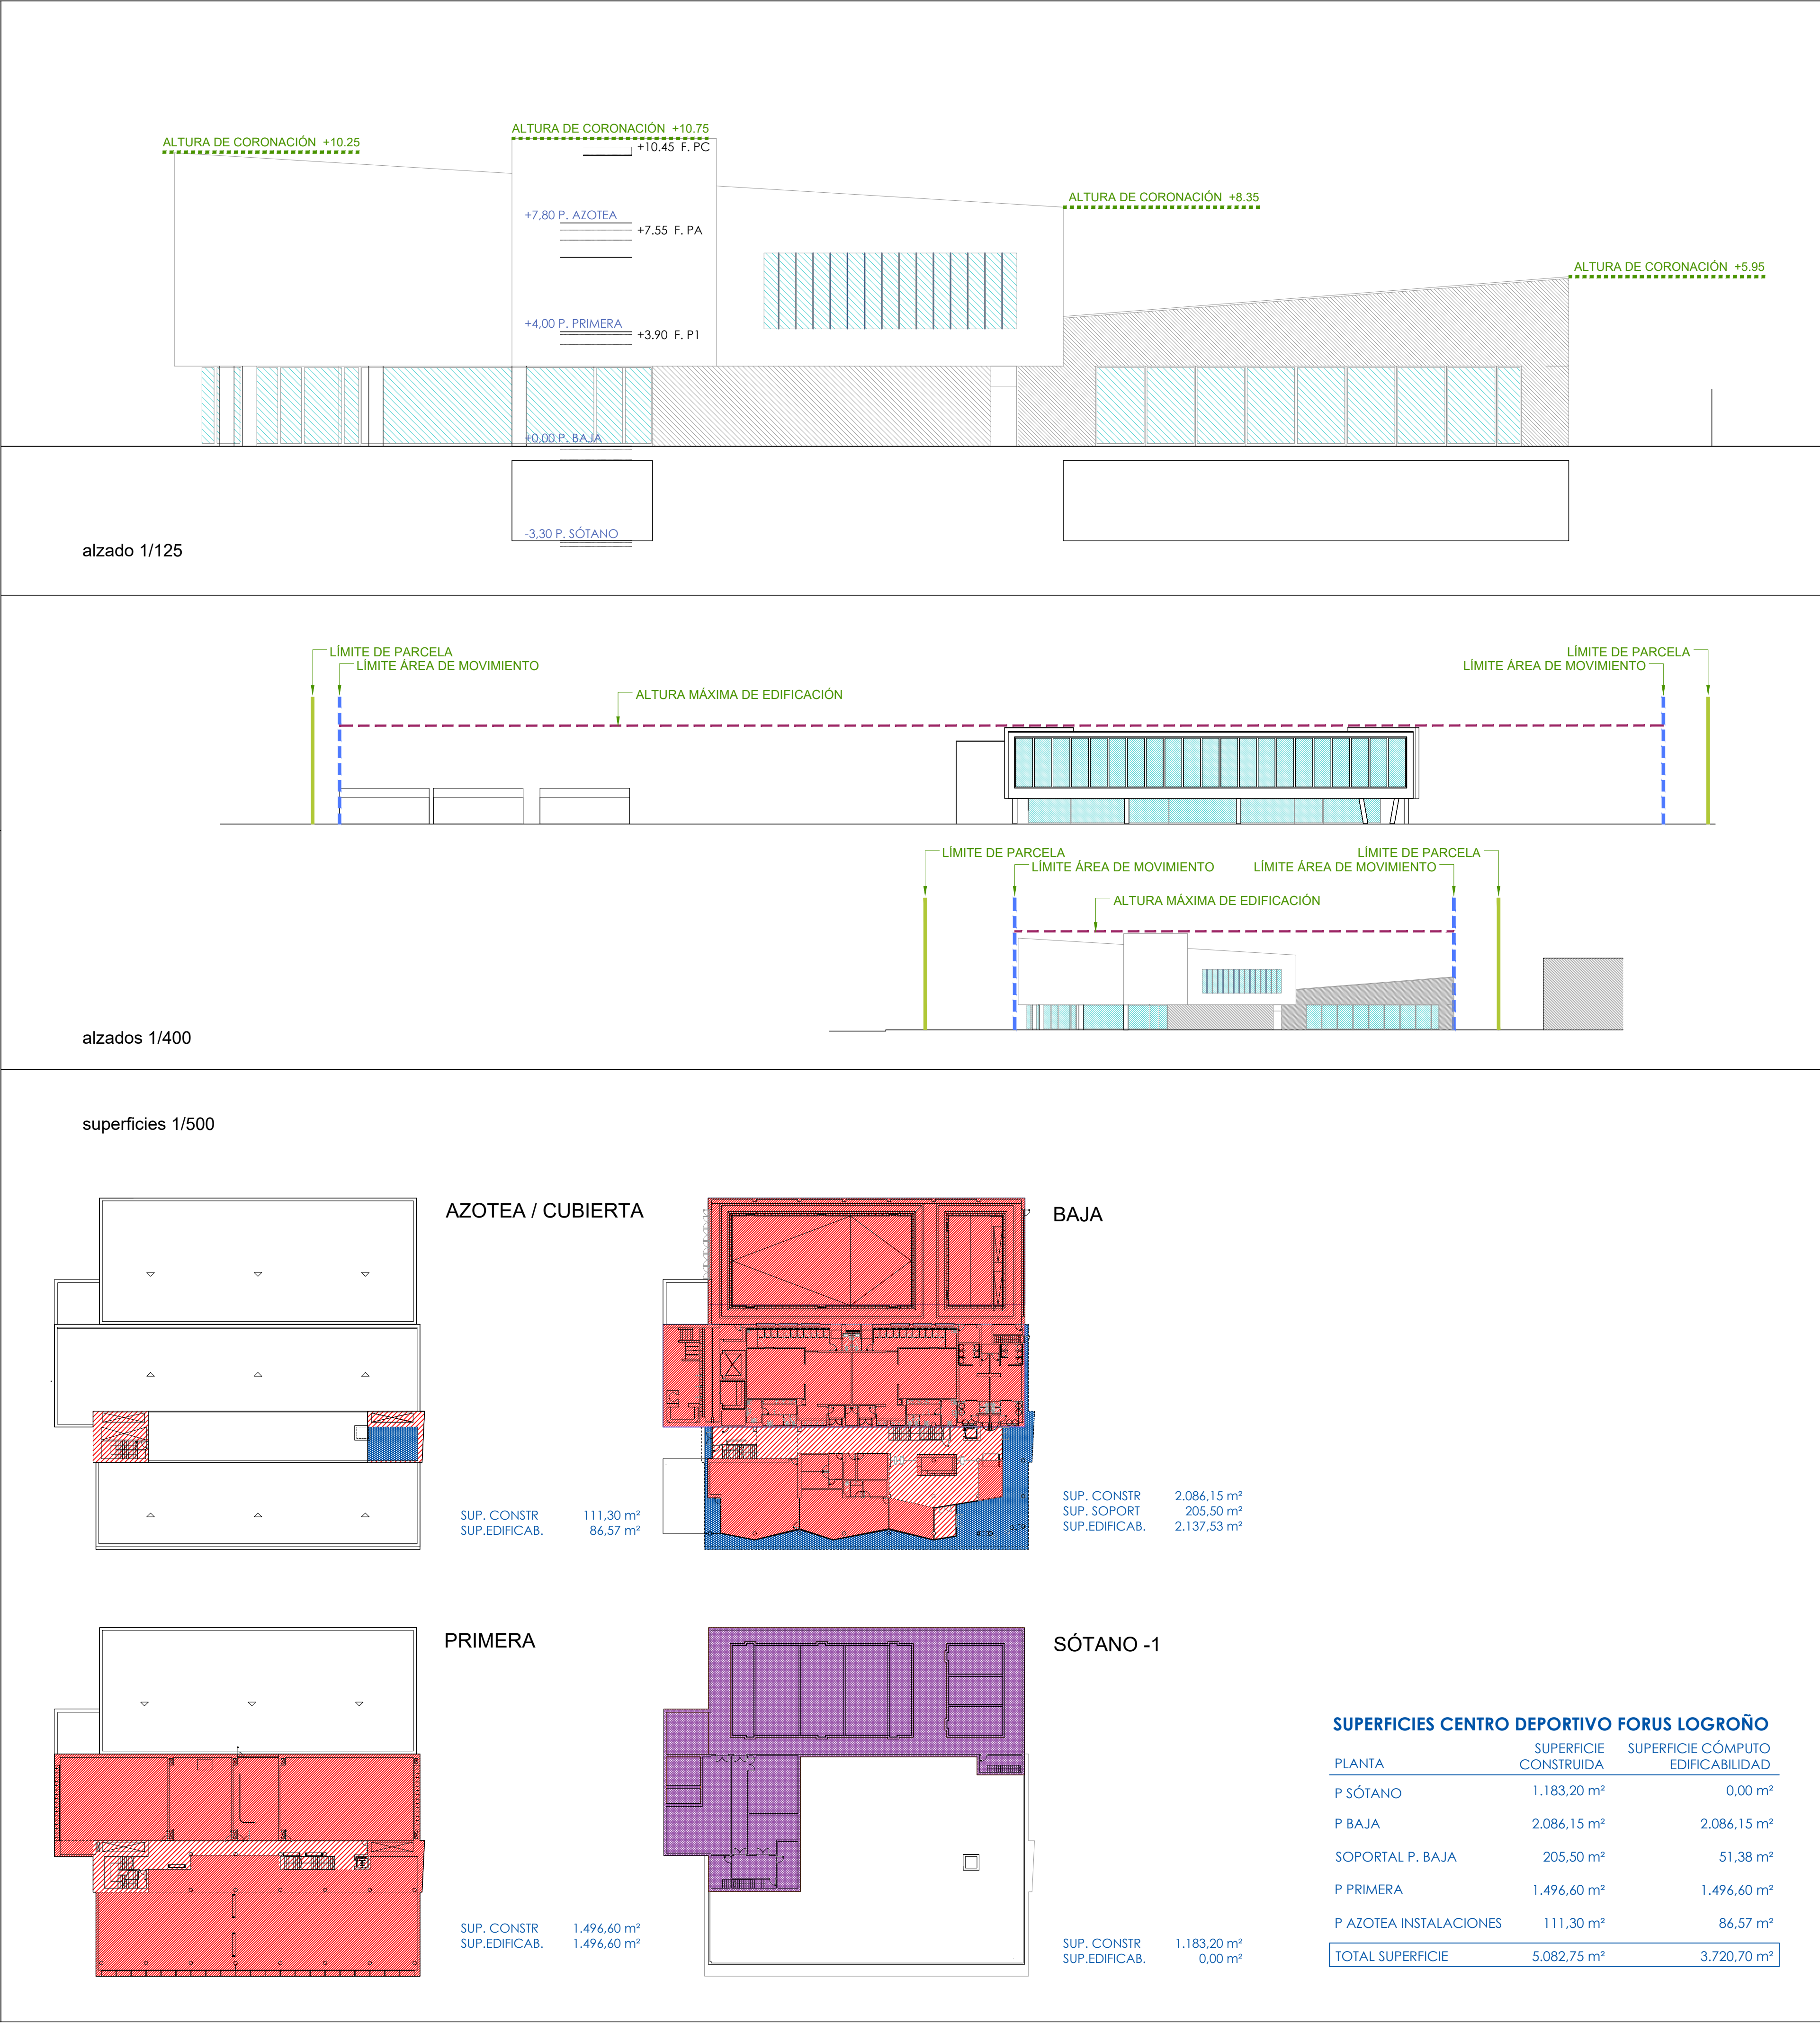 ALTURA DE CORONACIÓN +10.25
ALTURA DE CORONACIÓN +10.75
+10.45 F. PC
ALTURA DE CORONACIÓN +8.35
+7,80 P. AZOTEA
+7.55 F. PA
ALTURA DE CORONACIÓN +5.95
+4,00 P. PRIMERA
+3.90 F. P1
+0,00 P. BAJA
-3,30 P. SÓTANO
alzado 1/125
LÍMITE DE PARCELA
LÍMITE ÁREA DE MOVIMIENTO
LÍMITE DE PARCELA
LÍMITE ÁREA DE MOVIMIENTO
ALTURA MÁXIMA DE EDIFICACIÓN
LÍMITE DE PARCELA
LÍMITE ÁREA DE MOVIMIENTO
LÍMITE DE PARCELA
LÍMITE ÁREA DE MOVIMIENTO
ALTURA MÁXIMA DE EDIFICACIÓN
alzados 1/400
superficies 1/500
AZOTEA / CUBIERTA
SUP. CONSTR 111,30 m²
SUP.EDIFICAB. 86,57 m²
BAJA
SUP. CONSTR 2.086,15 m²
SUP. SOPORT 205,50 m²
SUP.EDIFICAB. 2.137,53 m²
PRIMERA
SUP. CONSTR 1.496,60 m²
SUP.EDIFICAB. 1.496,60 m²
SÓTANO -1
SUP. CONSTR 1.183,20 m²
SUP.EDIFICAB. 0,00 m²
SUPERFICIES CENTRO DEPORTIVO FORUS LOGROÑO
PLANTA SUPERFICIE CONSTRUIDA SUPERFICIE CÓMPUTO EDIFICABILIDAD
P SÓTANO 1.183,20 m² 0,00 m²
P BAJA 2.086,15 m² 2.086,15 m²
SOPORTAL P. BAJA 205,50 m² 51,38 m²
P PRIMERA 1.496,60 m² 1.496,60 m²
P AZOTEA INSTALACIONES 111,30 m² 86,57 m²
TOTAL SUPERFICIE 5.082,75 m² 3.720,70 m²